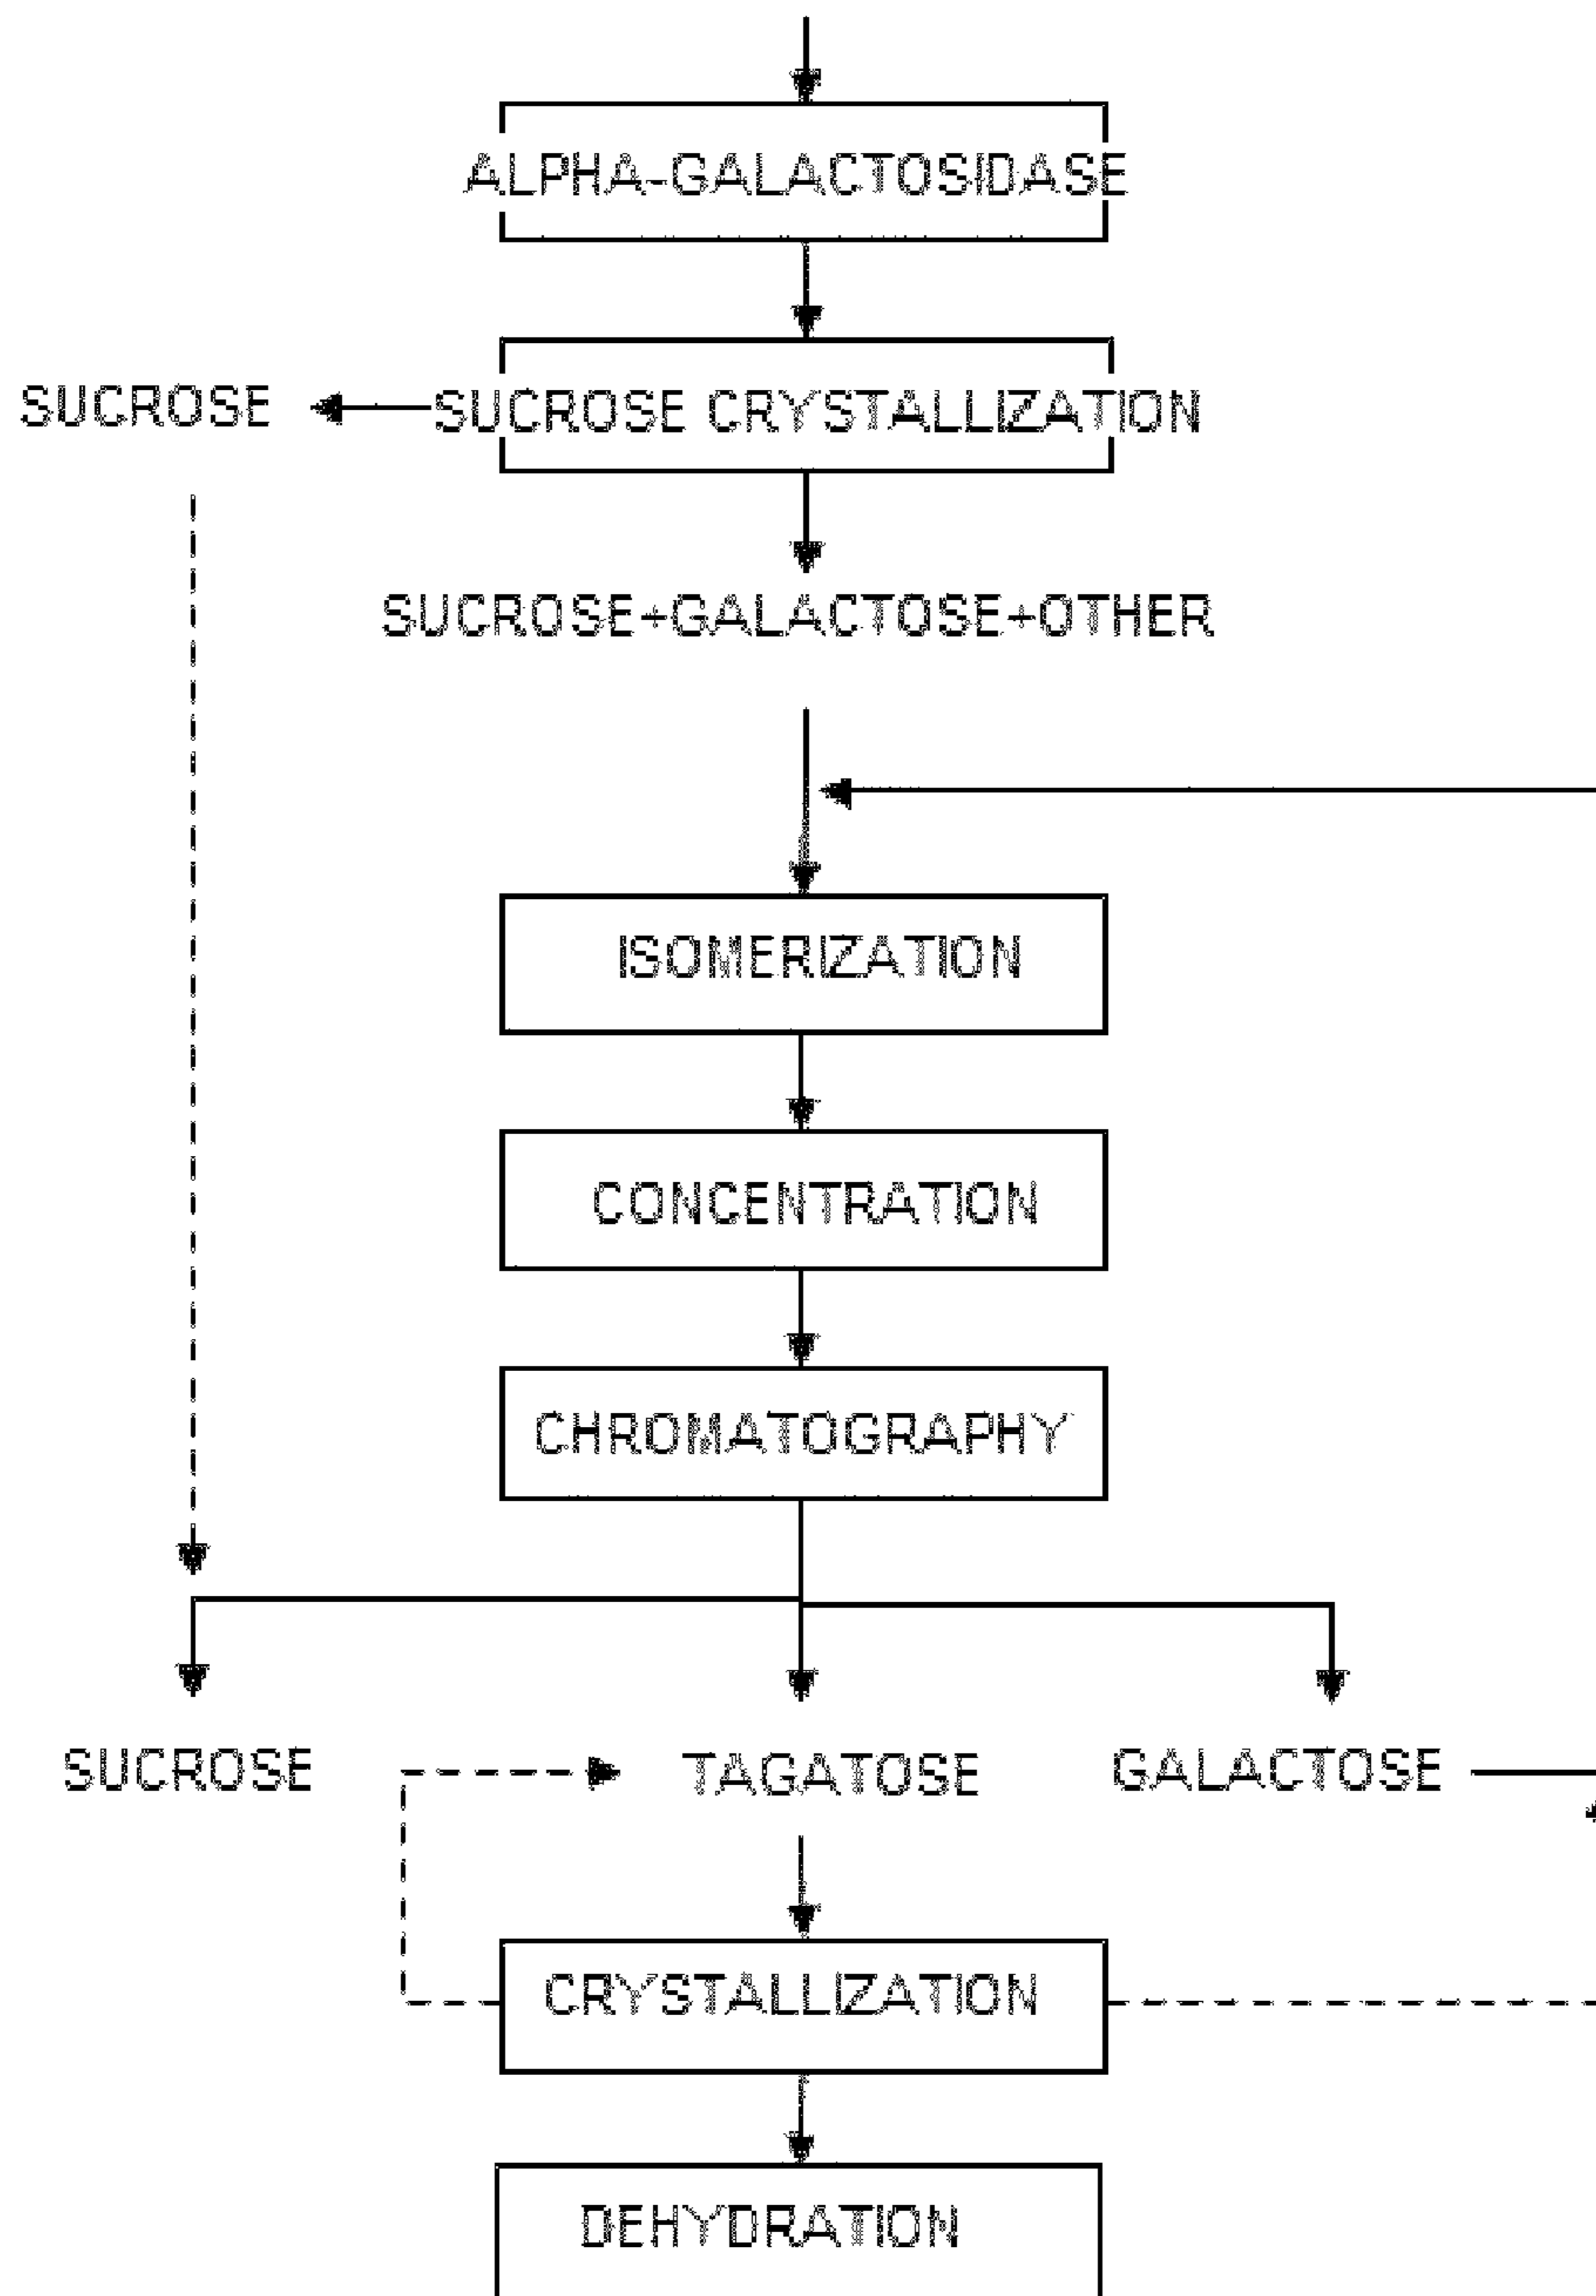 ALPHA-GALACTOSIDASE
SUCROSE
SUCROSE CRYSTALLIZATION
SUCROSE+GALACTOSE+OTHER
ISOMERIZATION
CONCENTRATION
CHROMATOGRAPHY
SUCROSE
TAGATOSE
GALACTOSE
CRYSTALLIZATION
DEHYDRATION